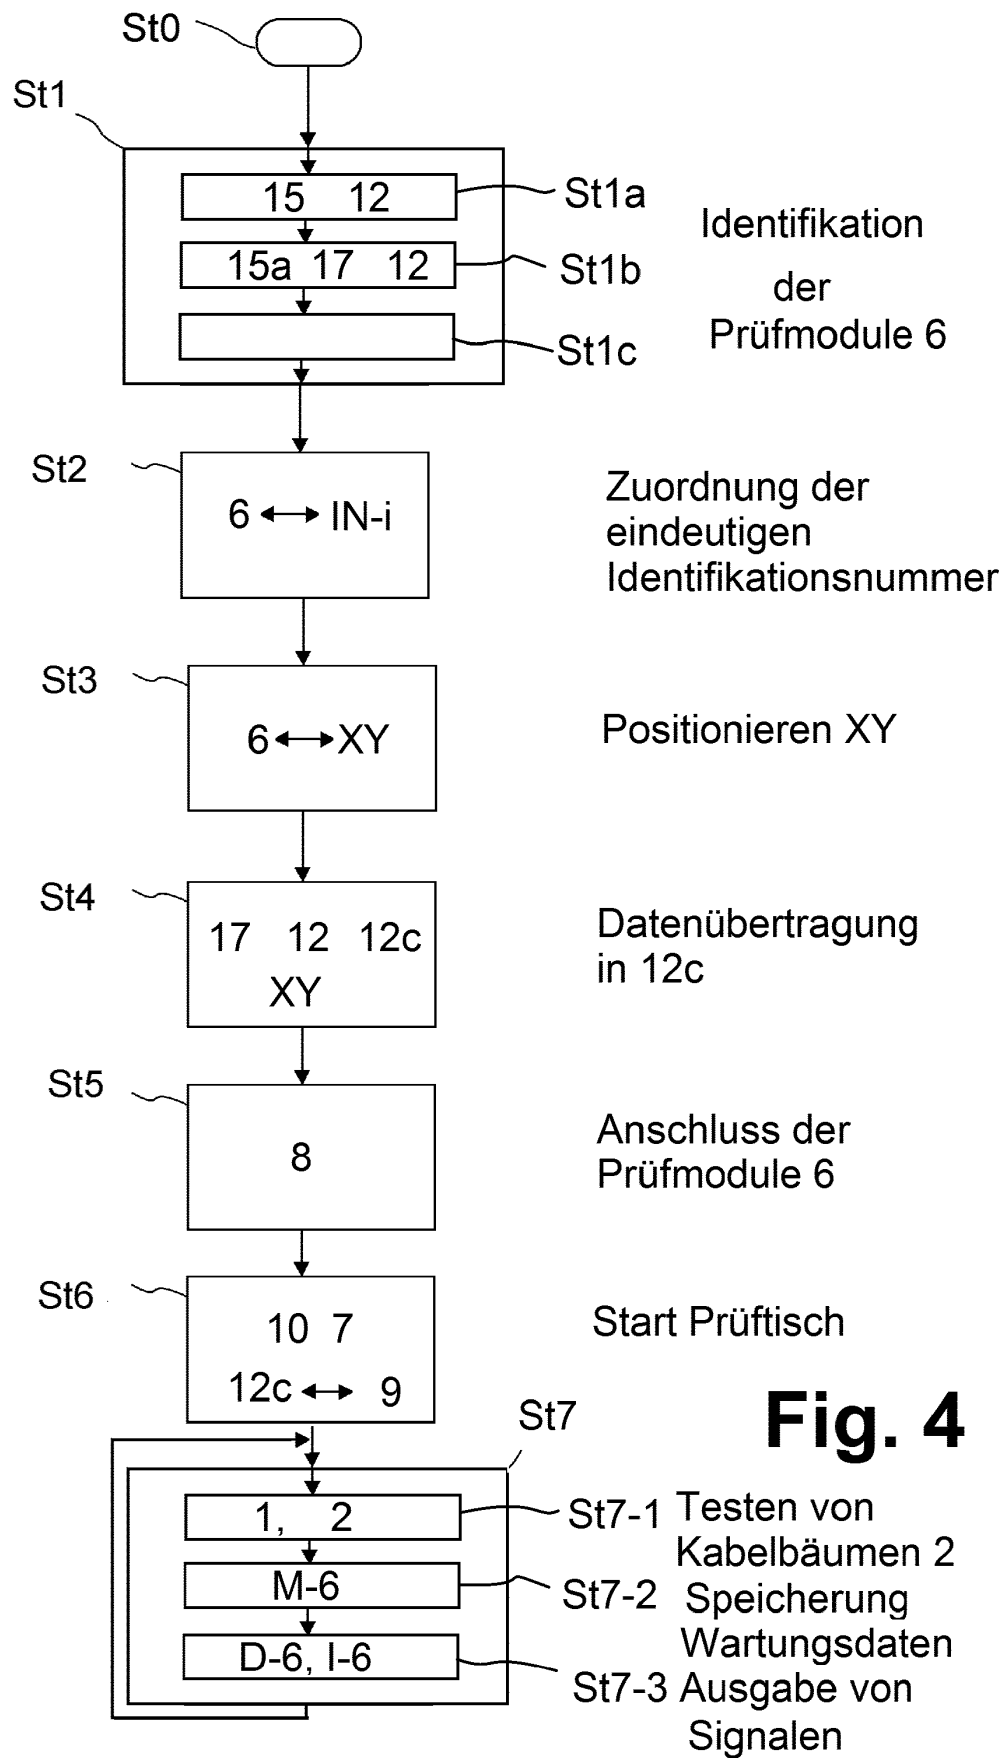 St0
St1
15 12
St1a
15a 17 12
St1b
St1c
Identifikation
der
Prüfmodule 6
St2
6 ↔ IN-i
Zuordnung der
eindeutigen
Identifikationsnummer
St3
6 ↔ XY
Positionieren XY
St4
17 12 12c
XY
Datenübertragung
in 12c
St5
8
Anschluss der
Prüfmodule 6
St6
10 7
12c ↔ 9
Start Prüftisch
Fig. 4
St7
1, 2
St7-1 Testen von
Kabelbäumen 2
M-6
St7-2 Speicherung
Wartungsdaten
D-6, I-6
St7-3 Ausgabe von
Signalen